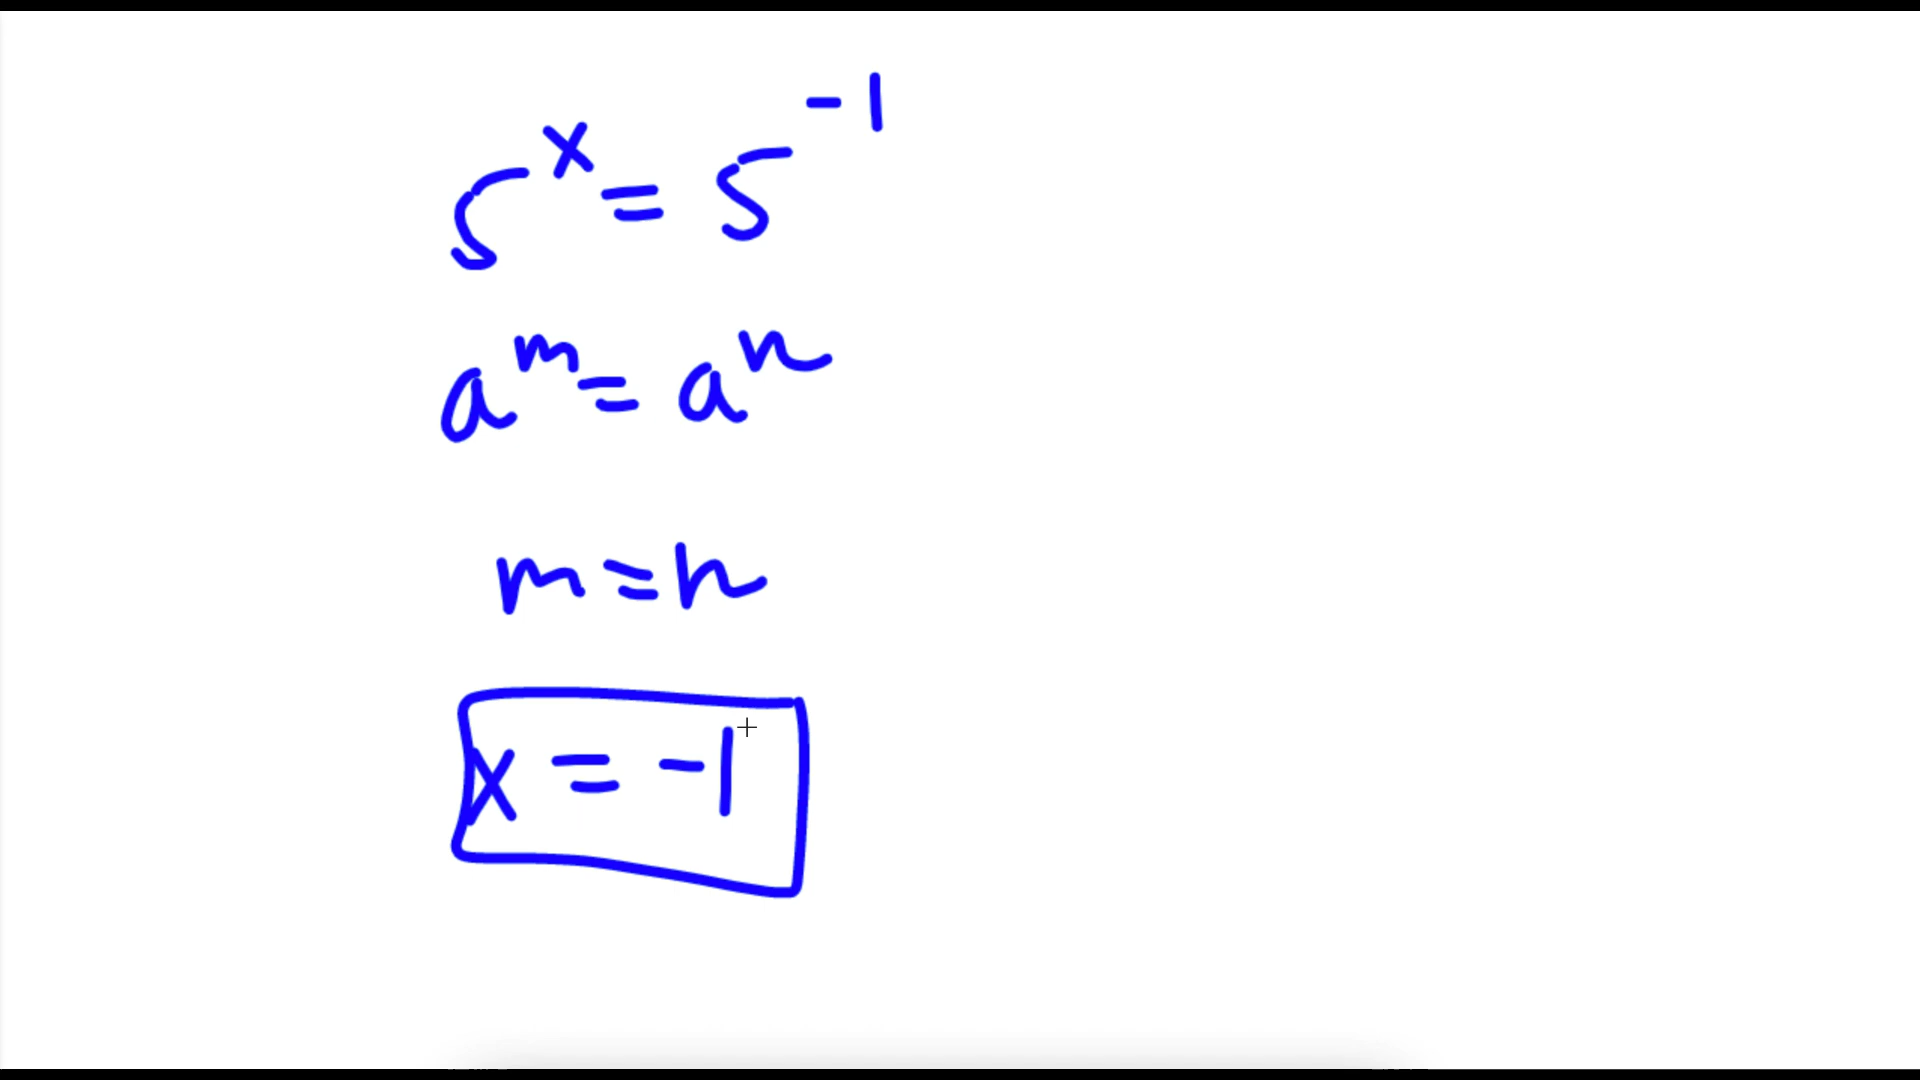 5^x = 5^-1
a^m = a^n
m = n
x = -1